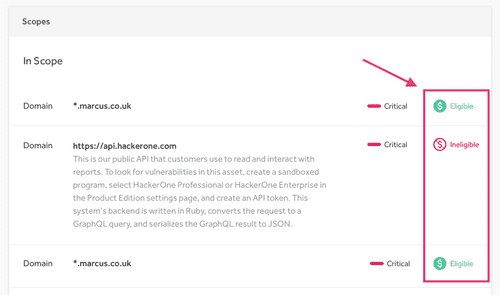 Scopes
In Scope
Domain *.marcus.co.uk Critical Eligible
Domain https://api.hackerone.com Critical Ineligible
This is our public API that customers use to read and interact with
reports. To look for vulnerabilities in this asset, create a sandboxed
program, select HackerOne Professional or HackerOne Enterprise in
the Product Edition settings page, and create an API token. This
system's backend is written in Ruby, converts the request to a
GraphQL query, and serializes the GraphQL result to JSON.
Domain *.marcus.co.uk Critical Eligible